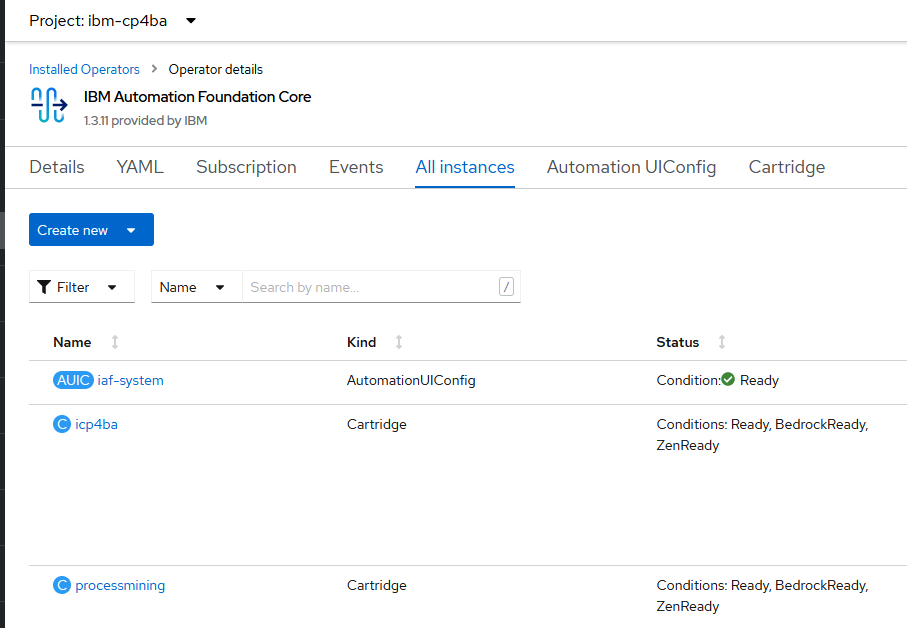 Project: ibm-cp4ba
Installed Operators > Operator details
IBM Automation Foundation Core
1.3.11 provided by IBM
Details YAML Subscription Events All instances Automation UIConfig Cartridge
Create new
Filter Name Search by name... /
Name Kind Status
AUIC iaf-system AutomationUIConfig Condition: Ready
C icp4ba Cartridge Conditions: Ready, BedrockReady,
ZenReady
C processmining Cartridge Conditions: Ready, BedrockReady,
ZenReady